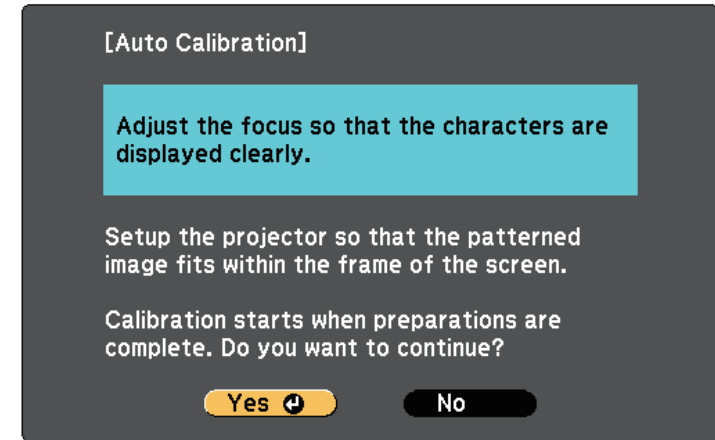 [Auto Calibration]
Adjust the focus so that the characters are
displayed clearly.
Setup the projector so that the patterned
image fits within the frame of the screen.
Calibration starts when preparations are
complete. Do you want to continue?
Yes No